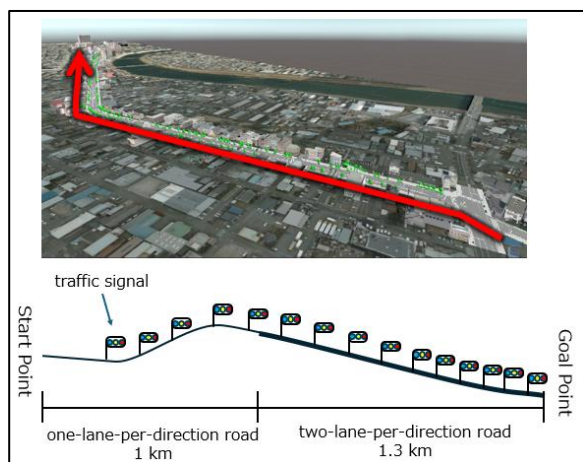 traffic signal
Start Point
Goal Point
one-lane-per-direction road
1 km
two-lane-per-direction road
1.3 km